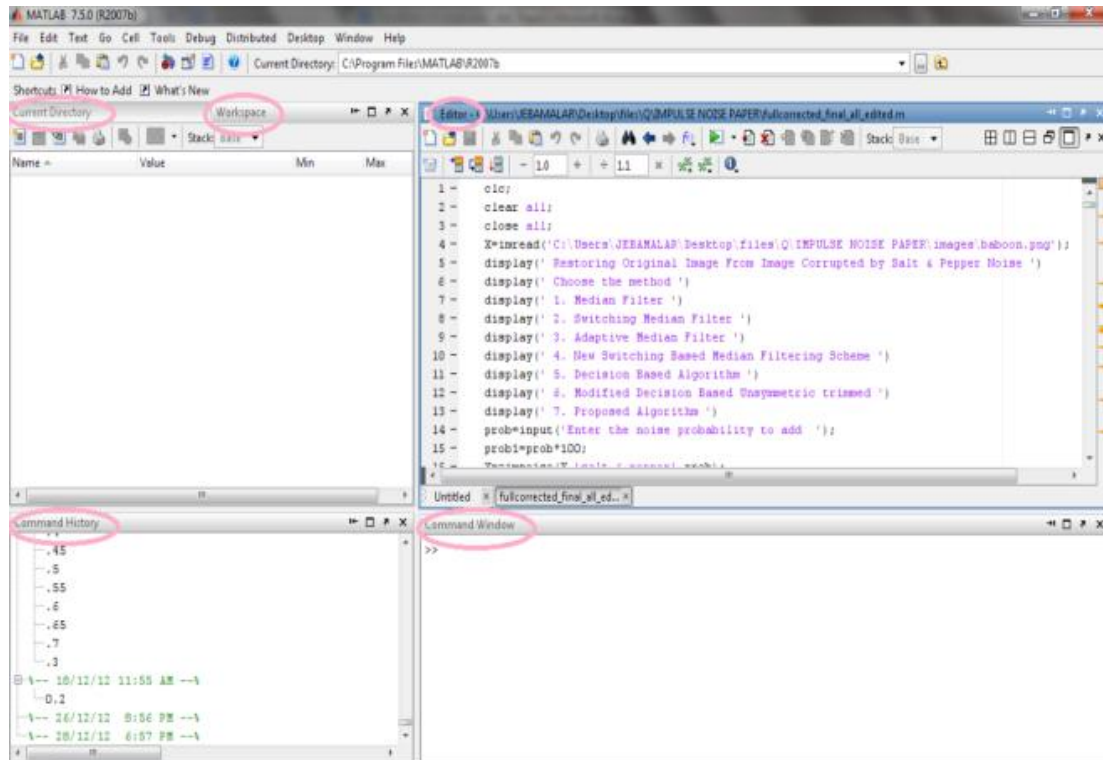 MATLAB 7.5.0 (R2007b)
File Edit Text Go Cell Tools Debug Distributed Desktop Window Help
Current Directory: C:\Program Files\MATLAB\R2007b
Shortcuts How to Add What's New
Current Directory Workspace
Stack: Base
Name Value Min Max
Editor - \Users\JEBAMALAR\Desktop\files\Q\IMPULSE NOISE PAPER\fullcorrected_final_all_edited.m
Stack: Base
- 1.0 + ÷ 1.1 ×
1 - clc;
2 - clear all;
3 - close all;
4 - X=imread('C:\Users\JEBAMALAR\Desktop\files\Q\IMPULSE NOISE PAPER\images\baboon.png');
5 - display(' Restoring Original Image From Image Corrupted by Salt & Pepper Noise ')
6 - display(' Choose the method ')
7 - display(' 1. Median Filter ')
8 - display(' 2. Switching Median Filter ')
9 - display(' 3. Adaptive Median Filter ')
10 - display(' 4. New Switching Based Median Filtering Scheme ')
11 - display(' 5. Decision Based Algorithm ')
12 - display(' 6. Modified Decision Based Unsymmetric trimmed ')
13 - display(' 7. Proposed Algorithm ')
14 - prob=input('Enter the noise probability to add ');
15 - prob1=prob*100;
Untitled × fullcorrected_final_all_ed... ×
Command History
.45
.5
.55
.6
.65
.7
.3
%-- 10/12/12 11:55 AM --%
0.2
%-- 26/12/12 8:56 PM --%
%-- 28/12/12 6:57 PM --%
Command Window
>>